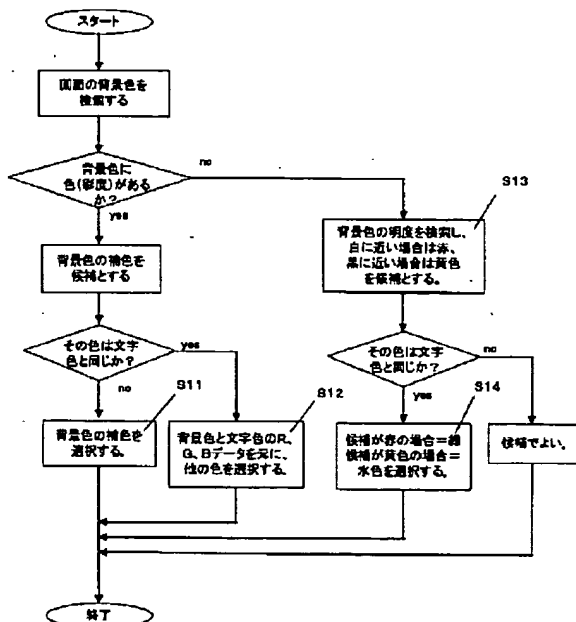 スタート
画面の背景色を
検索する
背景色に
色(彩度)がある
か?
no
yes
S13
背景色の明度を検索し、
白に近い場合は赤、
黒に近い場合は黄色
を候補とする。
背景色の補色を
候補とする
その色は文字
色と同じか?
yes
no
S11
S12
その色は文字
色と同じか?
no
yes
S14
背景色の補色を
選択する。
背景色と文字色のR、
G、Bデータを元に、
他の色を選択する。
候補が赤の場合=緑
候補が黄色の場合=
水色を選択する。
候補でよい。
終了